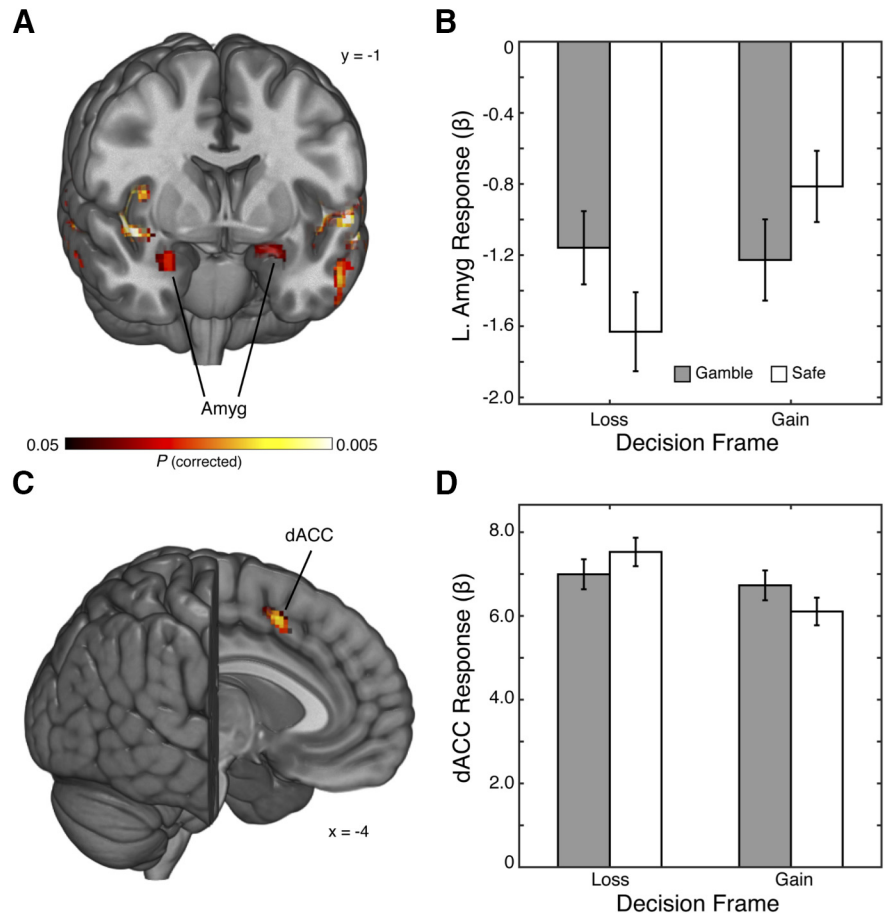 A
y = -1
Amyg
0.05
0.005
P (corrected)
B
0
-0.4
-0.8
-1.2
-1.6
-2.0
L. Amyg Response (β)
Gamble Safe
Loss Gain
Decision Frame
C
dACC
x = -4
D
8.0
6.0
4.0
2.0
0
dACC Response (β)
Loss Gain
Decision Frame